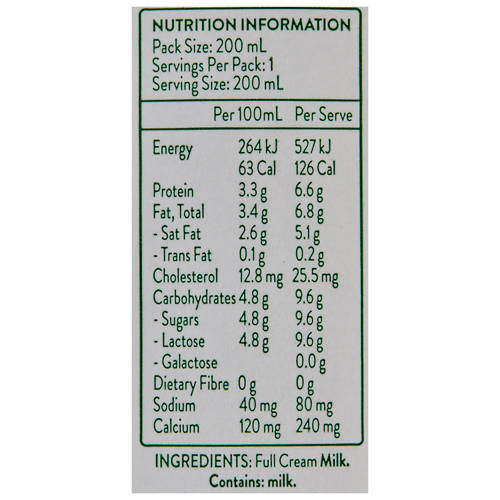 NUTRITION INFORMATION
Pack Size: 200 mL
Servings Per Pack: 1
Serving Size: 200 mL
Per 100mL Per Serve
Energy 264 kJ 527 kJ
63 Cal 126 Cal
Protein 3.3 g 6.6 g
Fat, Total 3.4 g 6.8 g
- Sat Fat 2.6 g 5.1 g
- Trans Fat 0.1 g 0.2 g
Cholesterol 12.8 mg 25.5 mg
Carbohydrates 4.8 g 9.6 g
- Sugars 4.8 g 9.6 g
- Lactose 4.8 g 9.6 g
- Galactose 0.0 g
Dietary Fibre 0 g 0 g
Sodium 40 mg 80 mg
Calcium 120 mg 240 mg
INGREDIENTS: Full Cream Milk.
Contains: milk.